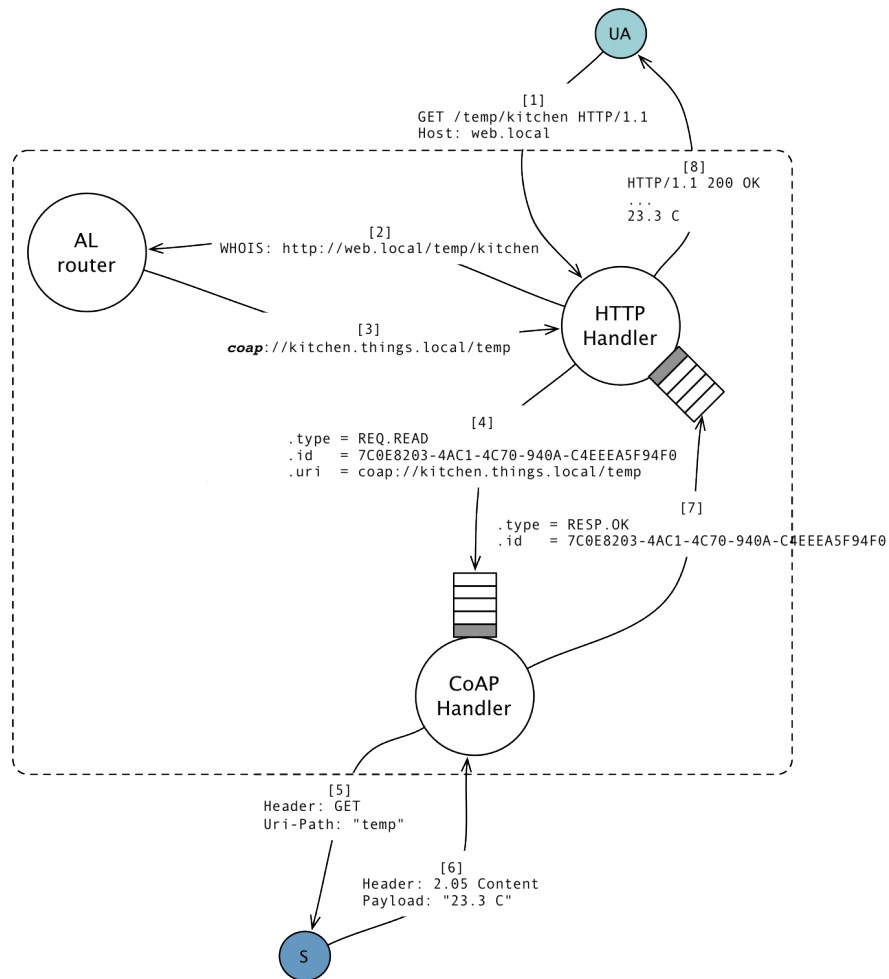 UA
[1]
GET /temp/kitchen HTTP/1.1
Host: web.local
[8]
HTTP/1.1 200 OK
...
23.3 C
AL
router
[2]
WHOIS: http://web.local/temp/kitchen
HTTP
Handler
[3]
coap://kitchen.things.local/temp
[4]
.type = REQ.READ
.id   = 7C0E8203-4AC1-4C70-940A-C4EEEA5F94F0
.uri  = coap://kitchen.things.local/temp
[7]
.type = RESP.OK
.id   = 7C0E8203-4AC1-4C70-940A-C4EEEA5F94F0
CoAP
Handler
[5]
Header: GET
Uri-Path: "temp"
[6]
Header: 2.05 Content
Payload: "23.3 C"
S